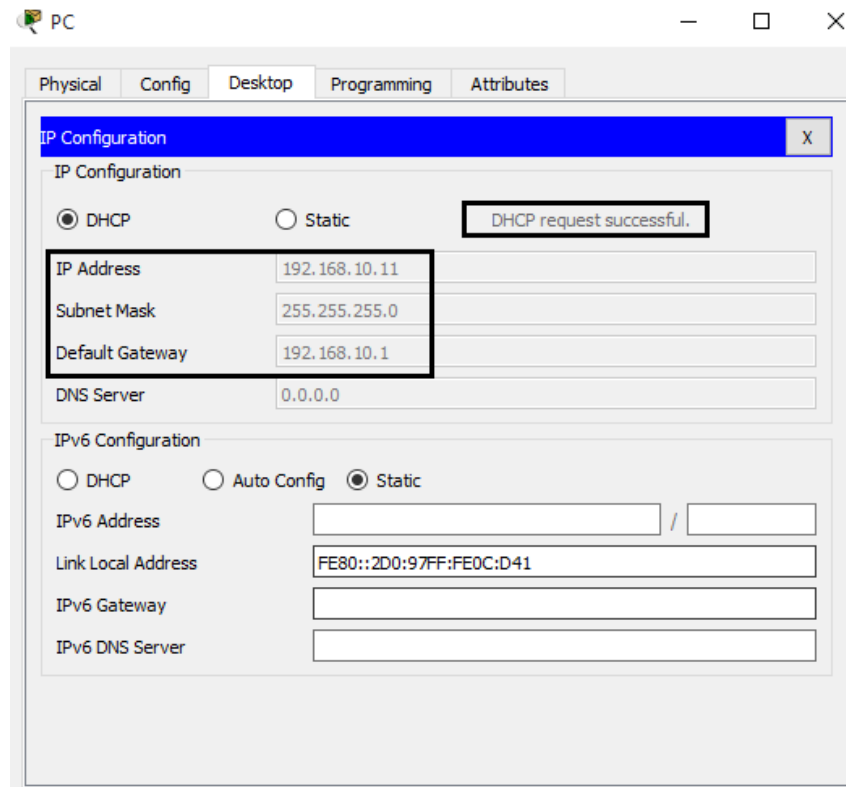 PC
Physical Config Desktop Programming Attributes
IP Configuration X
IP Configuration
DHCP Static DHCP request successful.
IP Address 192.168.10.11
Subnet Mask 255.255.255.0
Default Gateway 192.168.10.1
DNS Server 0.0.0.0
IPv6 Configuration
DHCP Auto Config Static
IPv6 Address /
Link Local Address FE80::2D0:97FF:FE0C:D41
IPv6 Gateway
IPv6 DNS Server